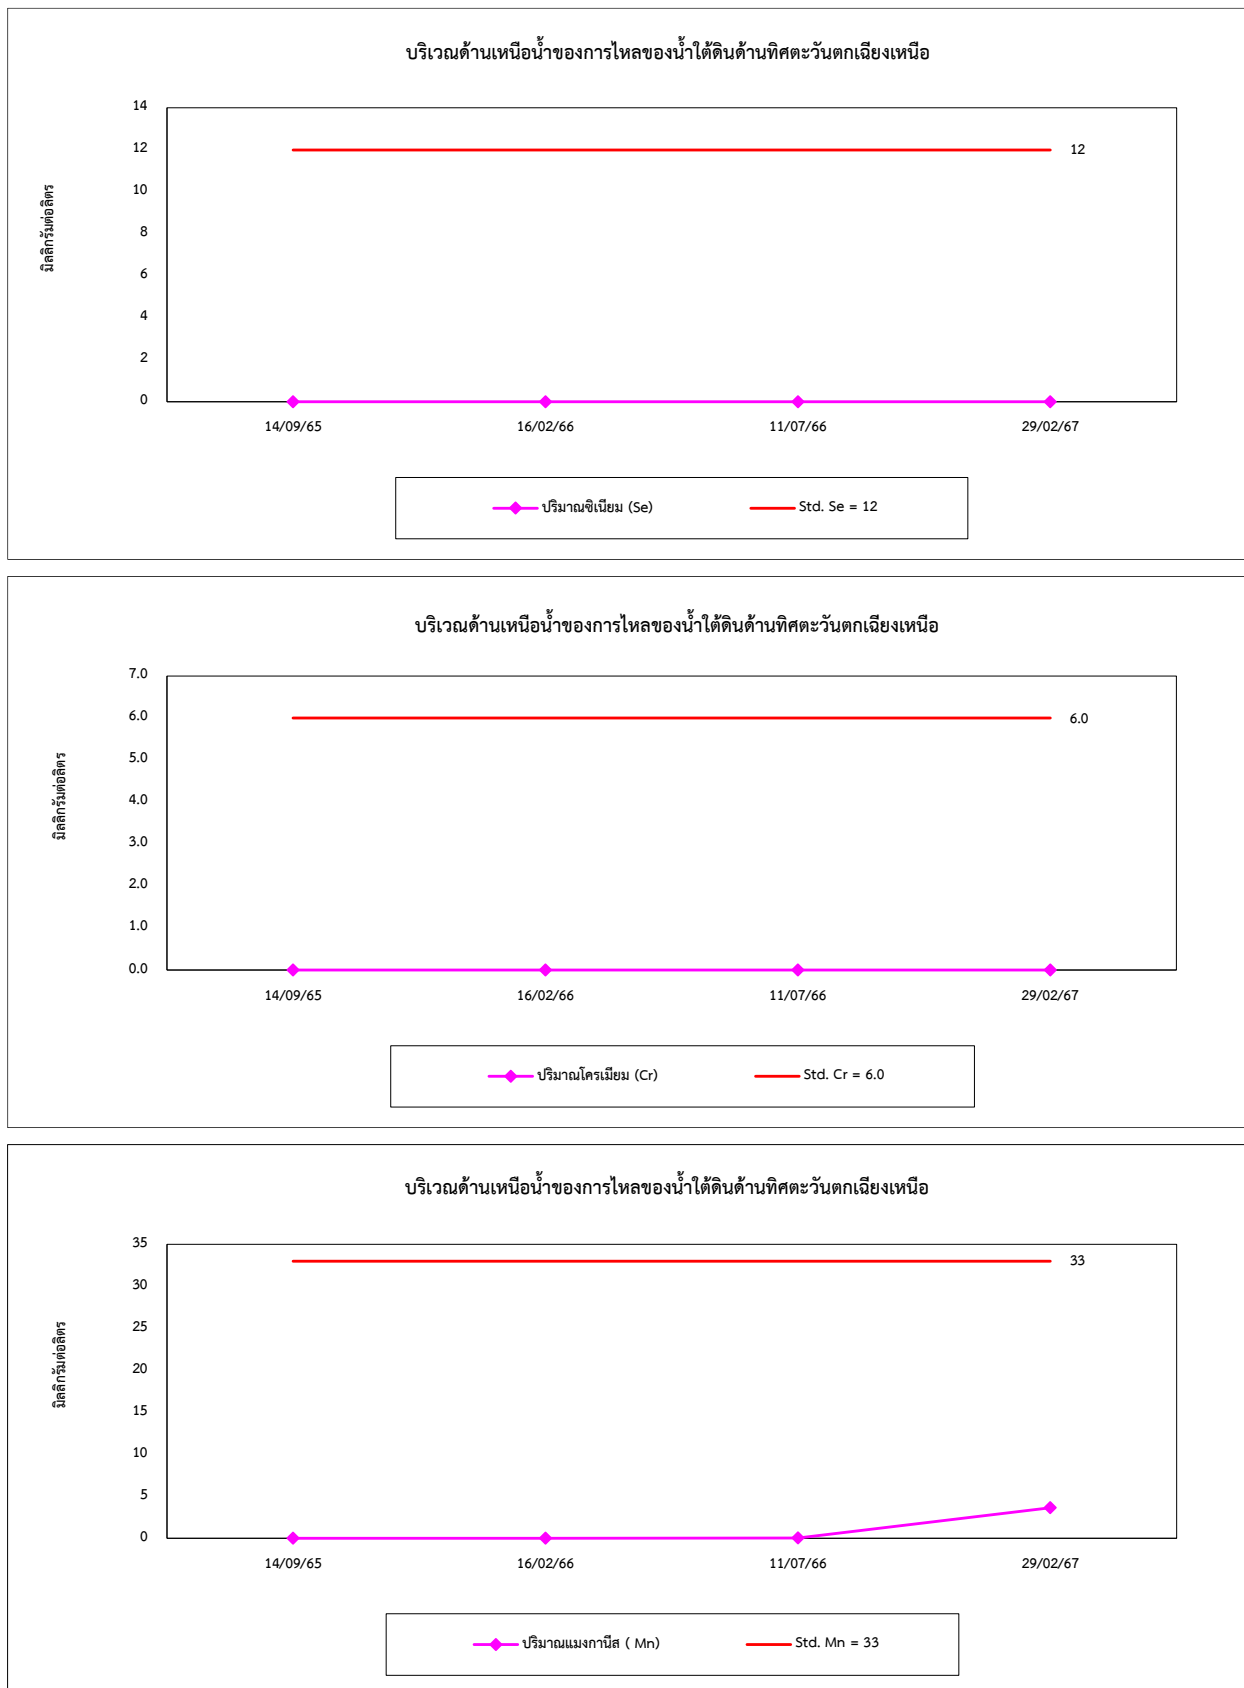 บริเวณด้านเหนือน้ำของการไหลของน้ำใต้ดินด้านทิศตะวันตกเฉียงเหนือ
มิลลิกรัมต่อลิตร
14
12
10
8
6
4
2
0
12
14/09/65 16/02/66 11/07/66 29/02/67
ปริมาณซิเนียม (Se) Std. Se = 12
บริเวณด้านเหนือน้ำของการไหลของน้ำใต้ดินด้านทิศตะวันตกเฉียงเหนือ
มิลลิกรัมต่อลิตร
7.0
6.0
5.0
4.0
3.0
2.0
1.0
0.0
6.0
14/09/65 16/02/66 11/07/66 29/02/67
ปริมาณโครเมียม (Cr) Std. Cr = 6.0
บริเวณด้านเหนือน้ำของการไหลของน้ำใต้ดินด้านทิศตะวันตกเฉียงเหนือ
มิลลิกรัมต่อลิตร
35
30
25
20
15
10
5
0
33
14/09/65 16/02/66 11/07/66 29/02/67
ปริมาณแมงกานีส ( Mn) Std. Mn = 33